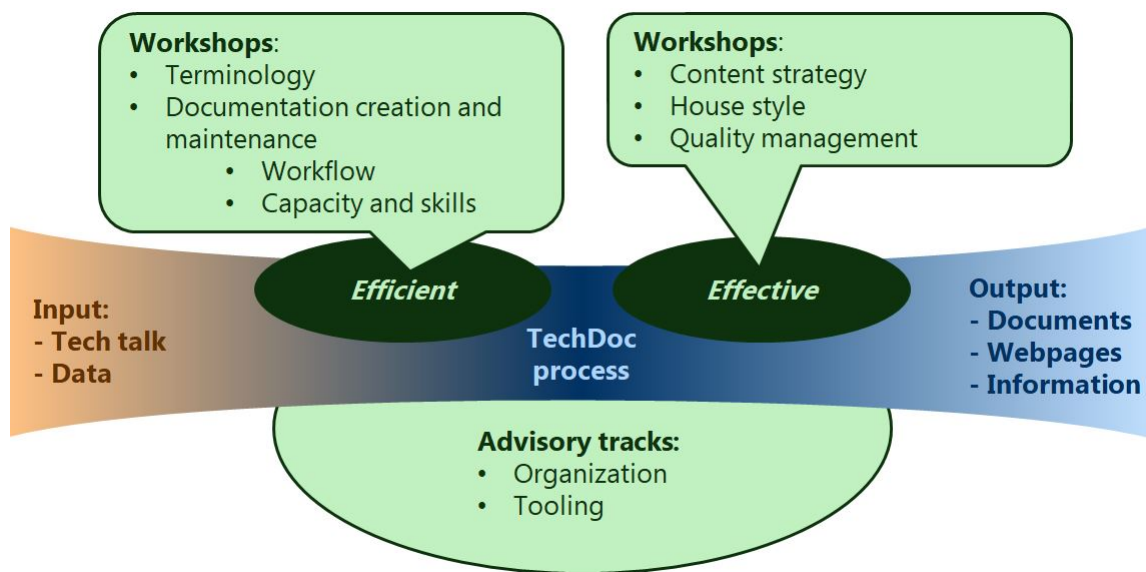 Workshops:
• Terminology
• Documentation creation and
maintenance
• Workflow
• Capacity and skills
Workshops:
• Content strategy
• House style
• Quality management
Efficient
Effective
Input:
- Tech talk
- Data
TechDoc
process
Output:
- Documents
- Webpages
- Information
Advisory tracks:
• Organization
• Tooling